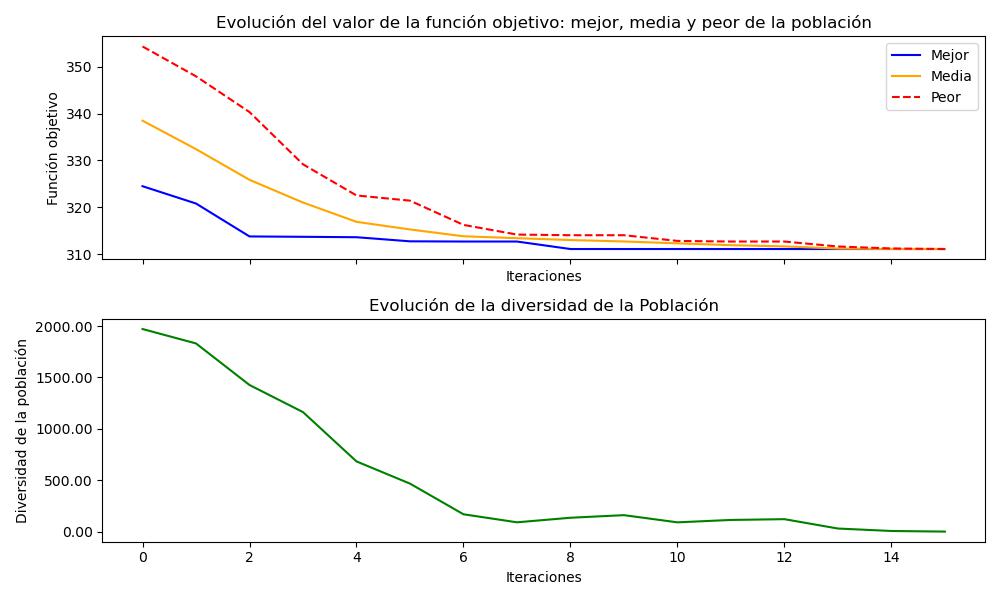 Evolución del valor de la función objetivo: mejor, media y peor de la población
Función objetivo
350
340
330
320
310
Mejor
Media
Peor
Iteraciones
Evolución de la diversidad de la Población
Diversidad de la población
2000.00
1500.00
1000.00
500.00
0.00
0 2 4 6 8 10 12 14
Iteraciones